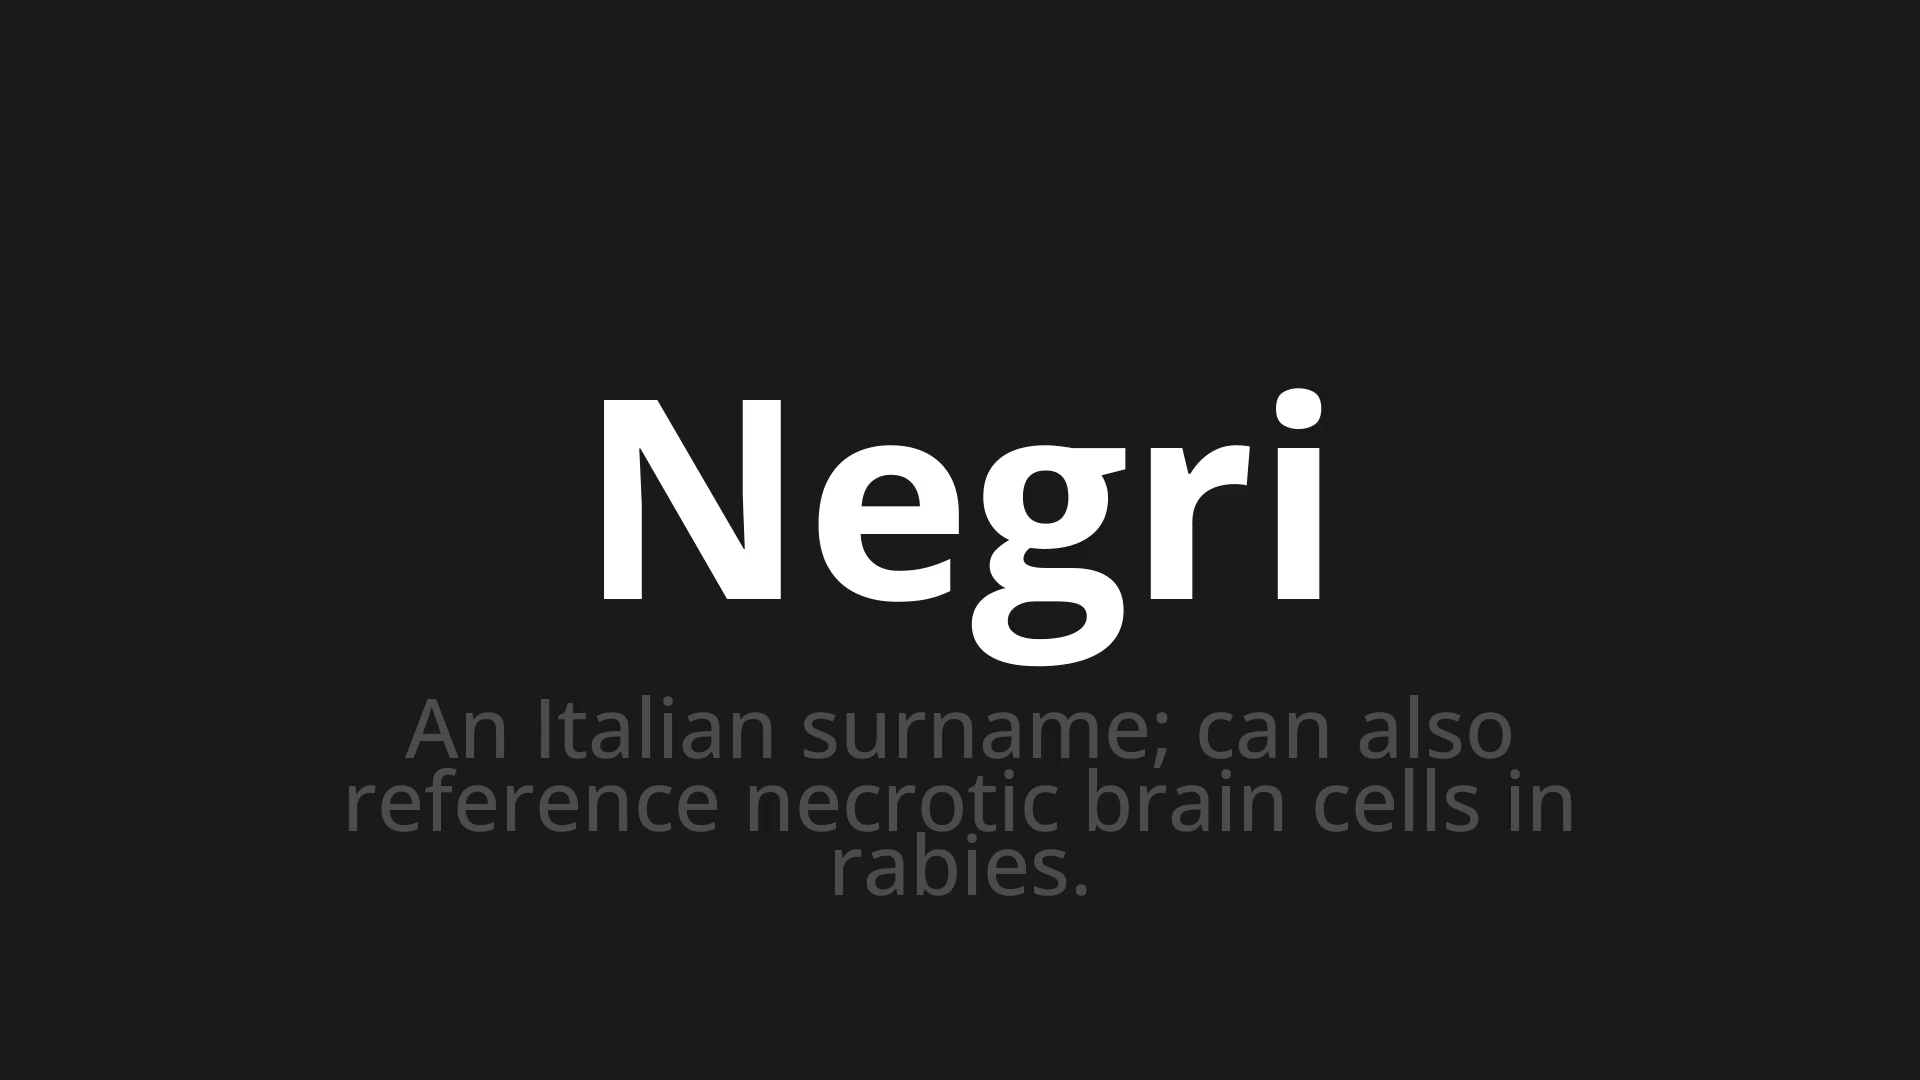 Negri
An Italian surname; can also
reference necrotic brain cells in
rabies.